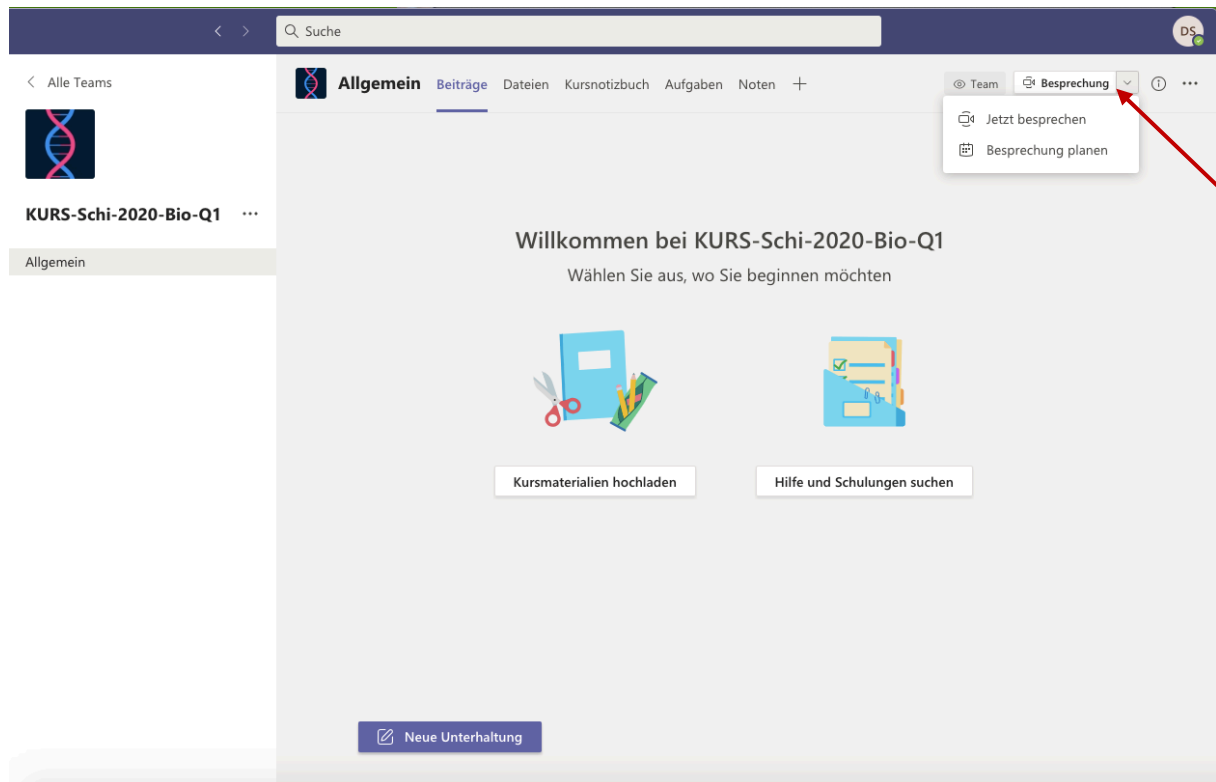 Suche
DS
Alle Teams
Allgemein Beiträge Dateien Kursnotizbuch Aufgaben Noten
Team Besprechung
Jetzt besprechen
Besprechung planen
KURS-Schi-2020-Bio-Q1
Allgemein
Willkommen bei KURS-Schi-2020-Bio-Q1
Wählen Sie aus, wo Sie beginnen möchten
Kursmaterialien hochladen
Hilfe und Schulungen suchen
Neue Unterhaltung